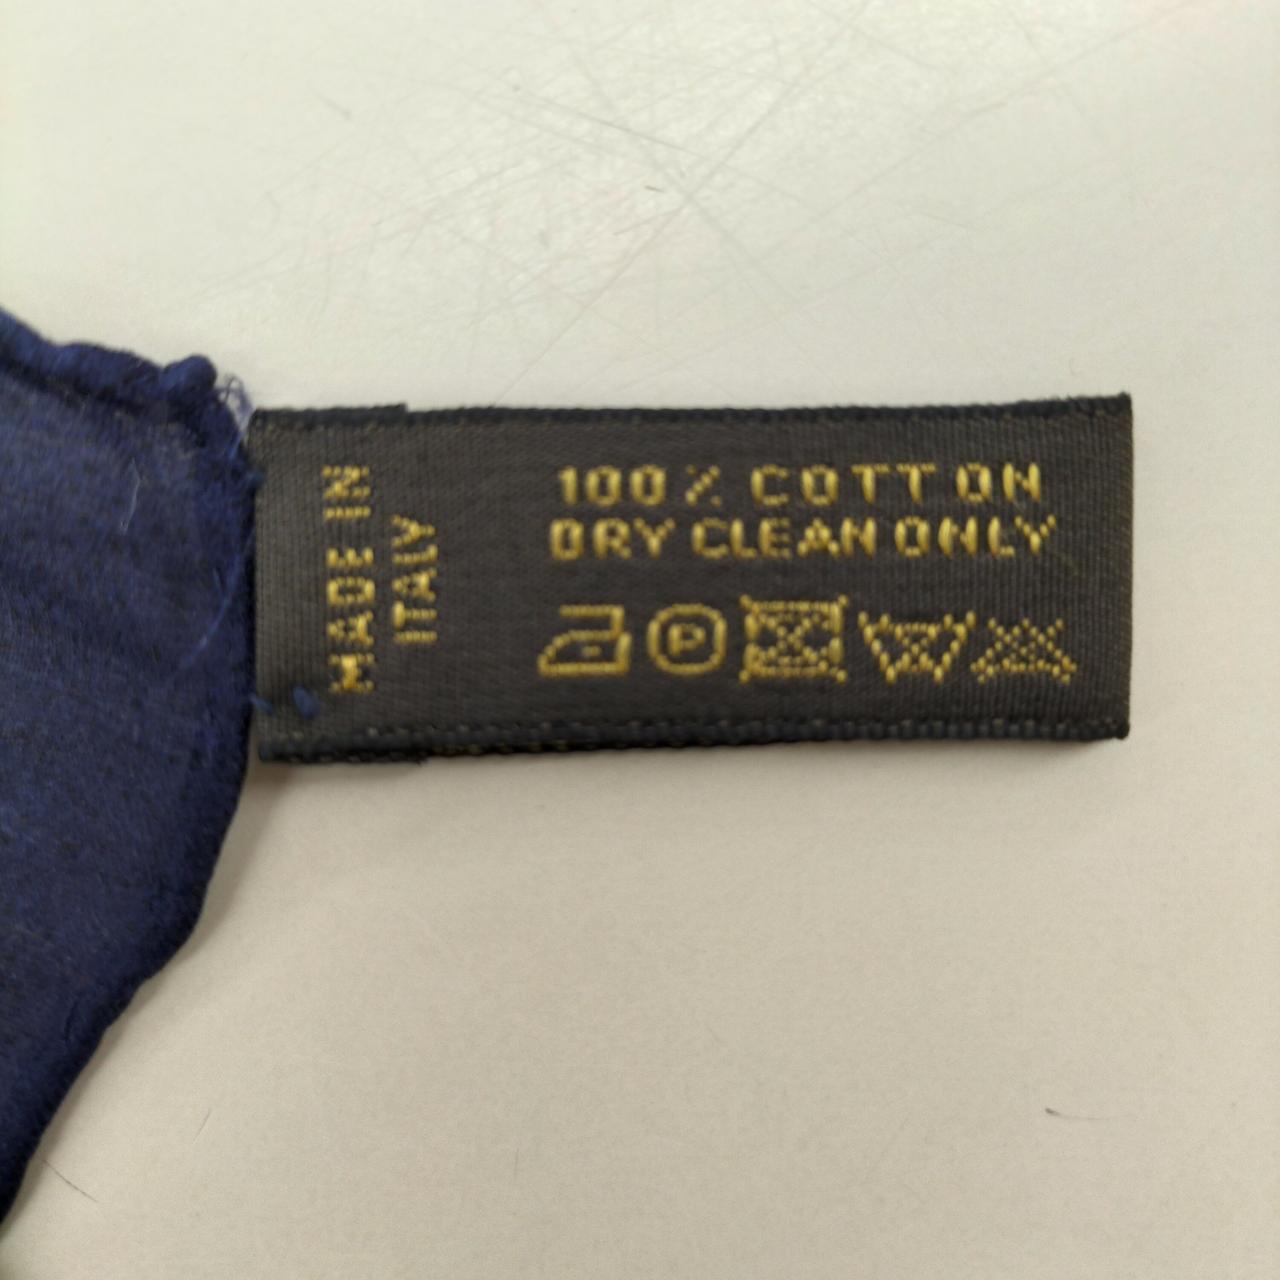 MADE IN
ITALY
100% COTTON
DRY CLEAN ONLY
P